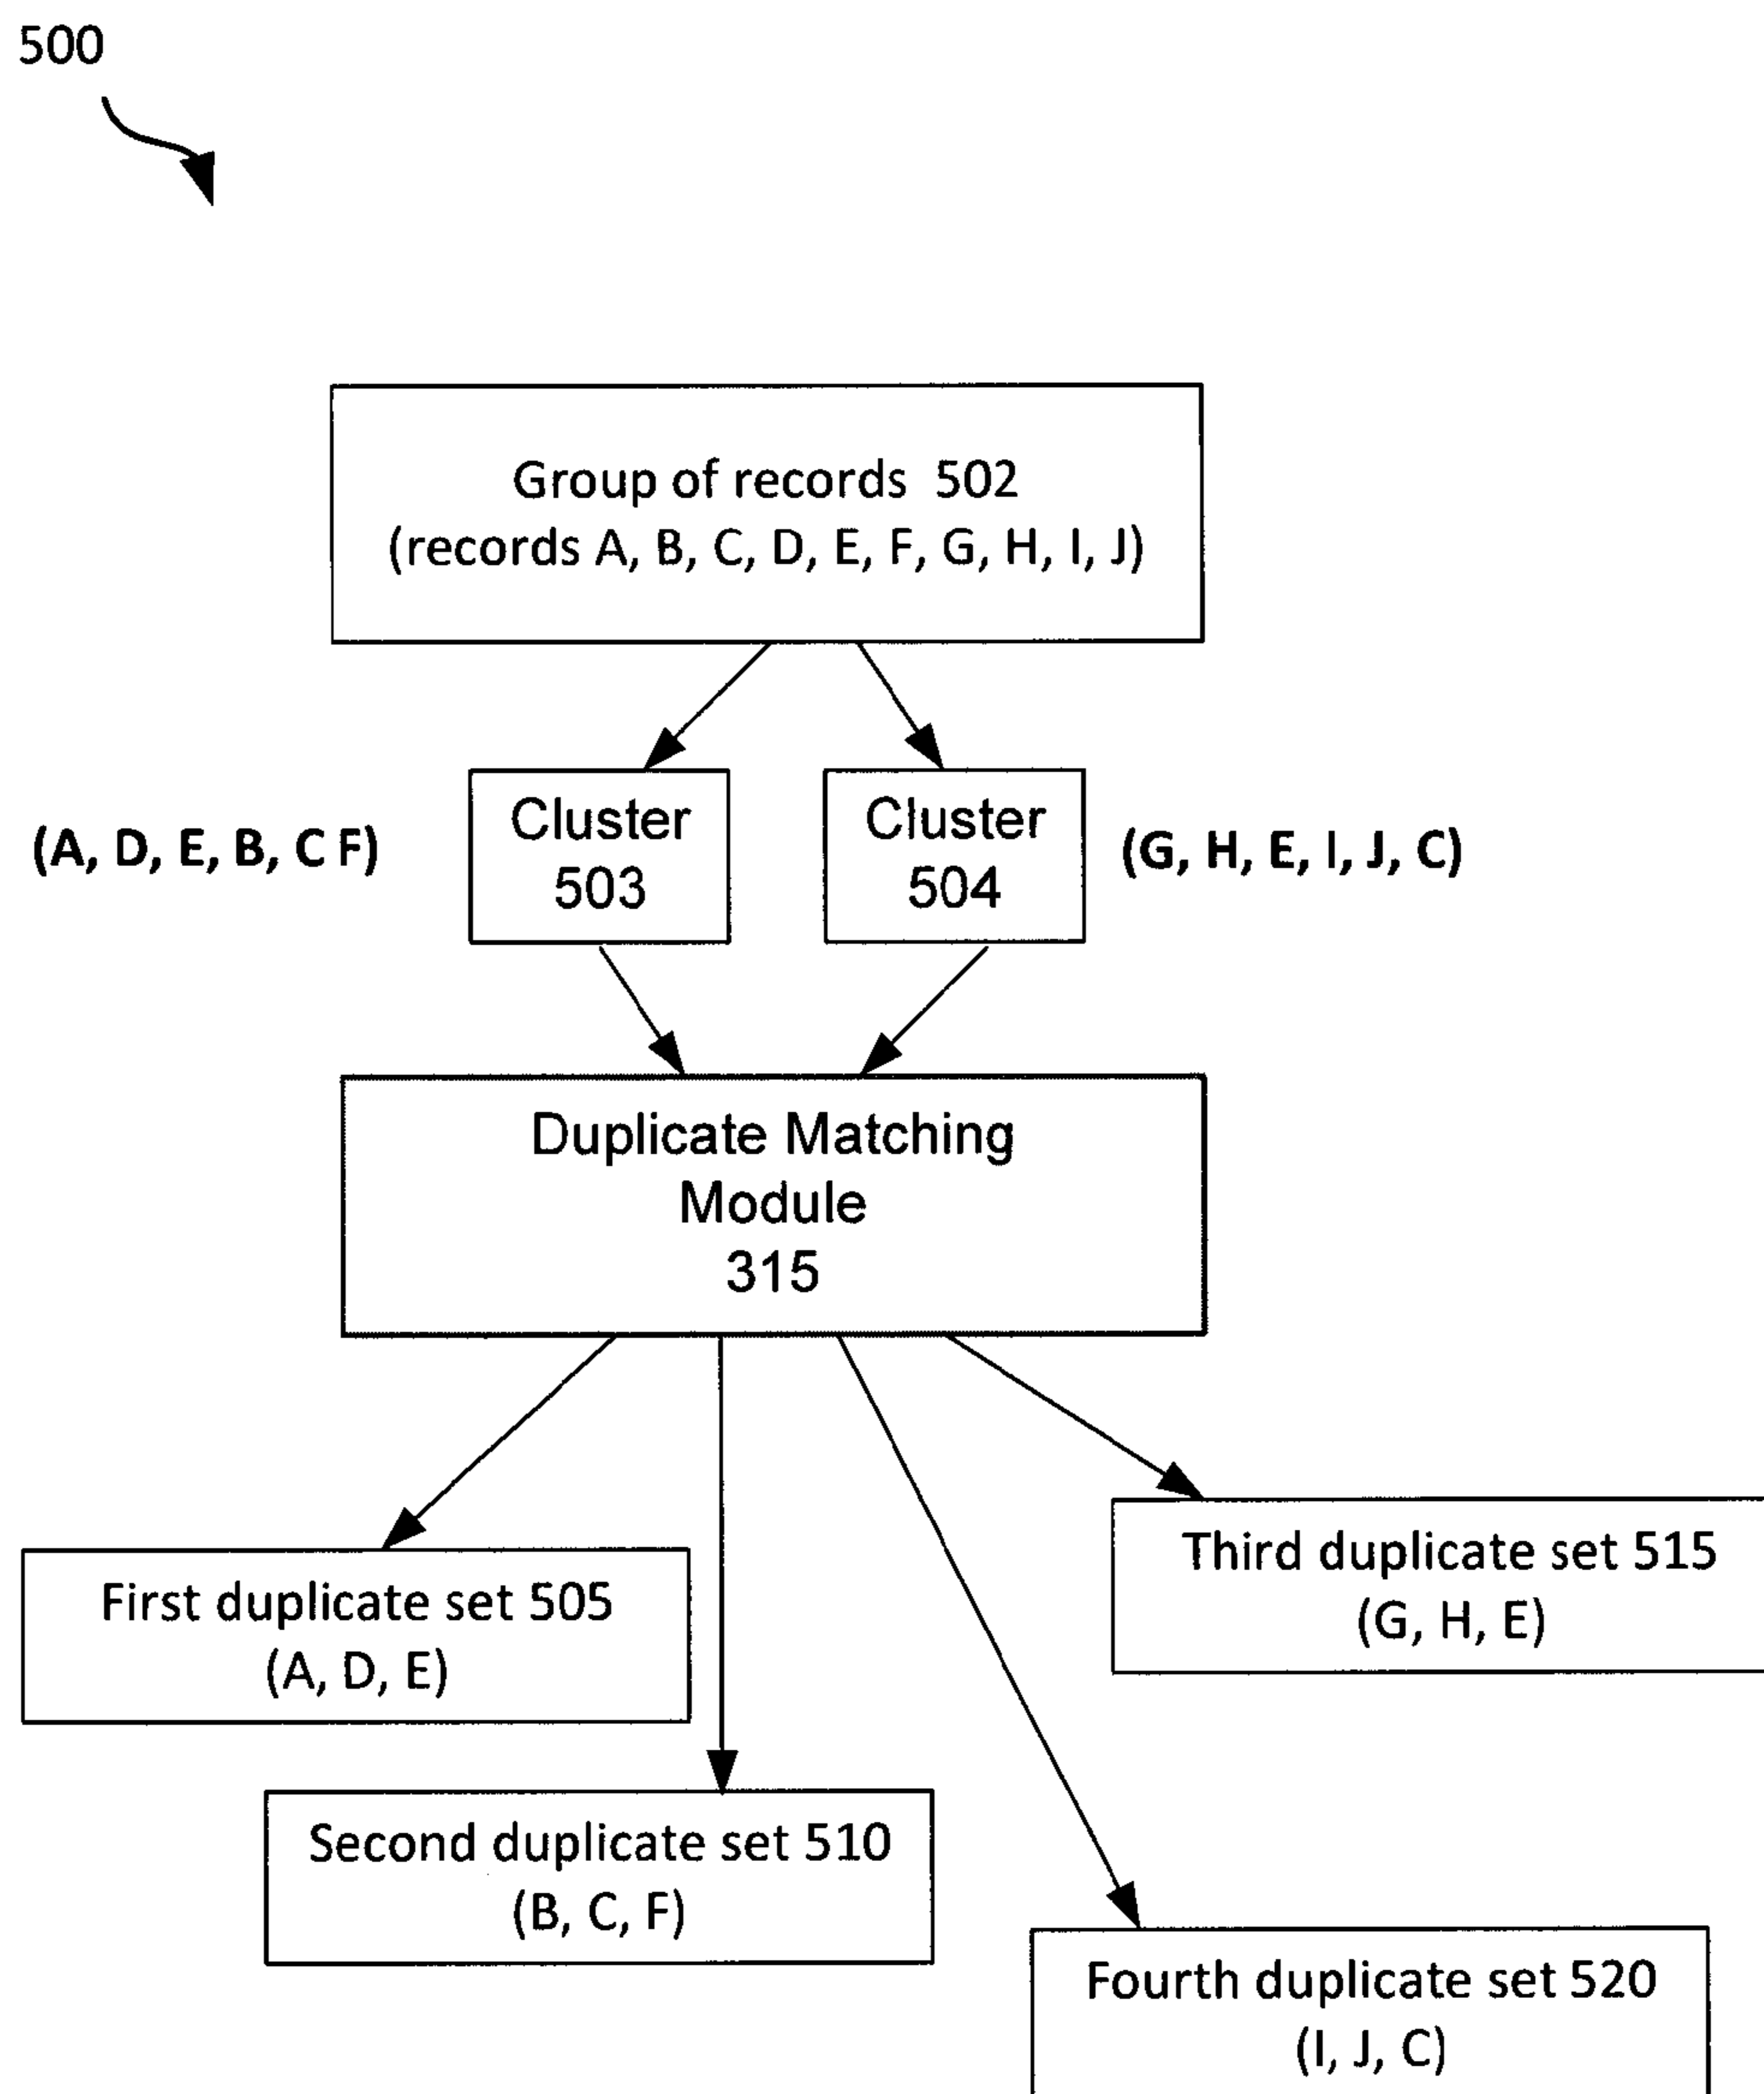 500
Group of records 502
(records A, B, C, D, E, F, G, H, I, J)
(A, D, E, B, C F)
Cluster
503
Cluster
504
(G, H, E, I, J, C)
Duplicate Matching
Module
315
Third duplicate set 515
(G, H, E)
First duplicate set 505
(A, D, E)
Second duplicate set 510
(B, C, F)
Fourth duplicate set 520
(I, J, C)